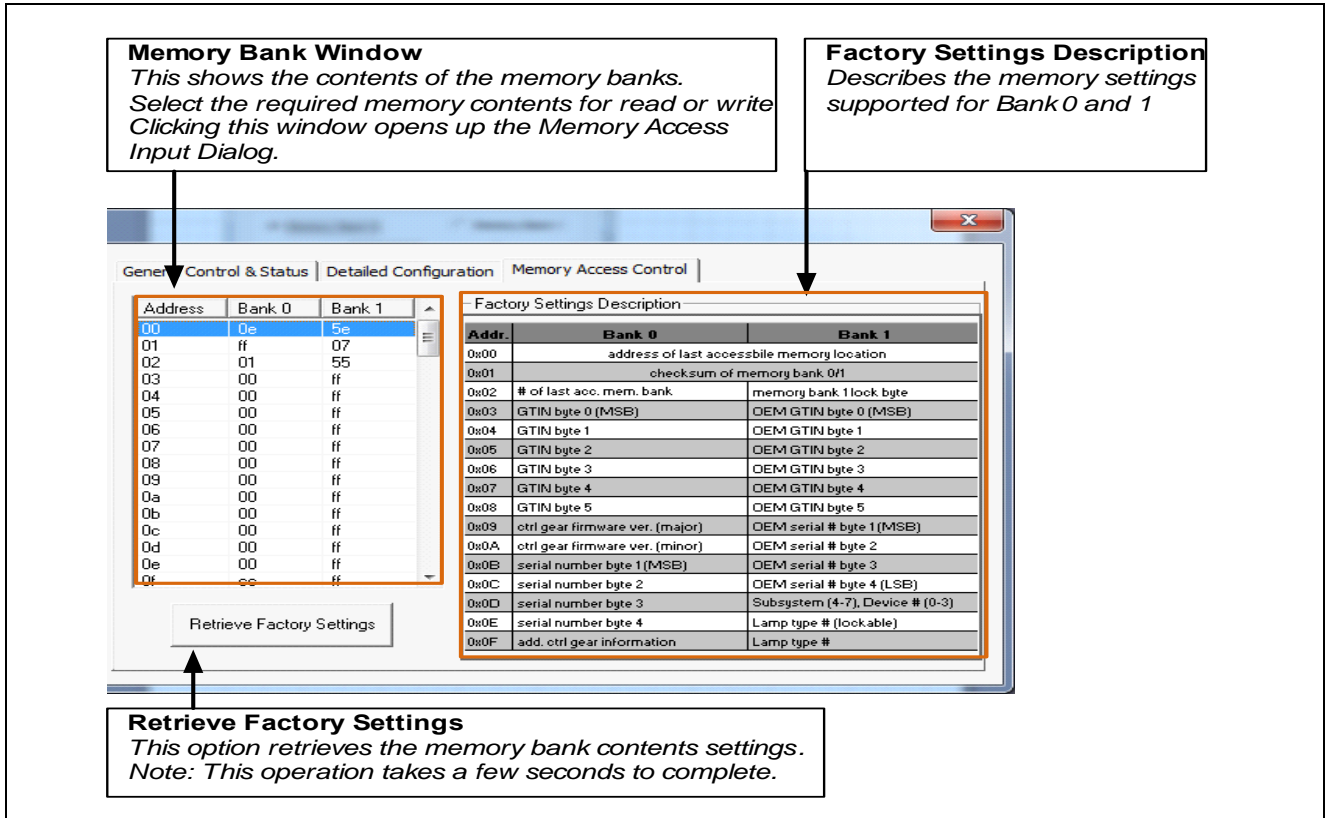 Memory Bank Window
This shows the contents of the memory banks.
Select the required memory contents for read or write
Clicking this window opens up the Memory Access
Input Dialog.
Factory Settings Description
Describes the memory settings
supported for Bank 0 and 1
General Control & Status Detailed Configuration Memory Access Control
Address Bank 0 Bank 1
00 0e 5e
01 ff 07
02 01 55
03 00 ff
04 00 ff
05 00 ff
06 00 ff
07 00 ff
08 00 ff
09 00 ff
0a 00 ff
0b 00 ff
0c 00 ff
0d 00 ff
0e 00 ff
0f cc ff
Retrieve Factory Settings
Factory Settings Description
Addr. Bank 0 Bank 1
0x00 address of last accessbile memory location
0x01 checksum of memory bank 0/1
0x02 # of last acc. mem. bank memory bank 1 lock byte
0x03 GTIN byte 0 (MSB) OEM GTIN byte 0 (MSB)
0x04 GTIN byte 1 OEM GTIN byte 1
0x05 GTIN byte 2 OEM GTIN byte 2
0x06 GTIN byte 3 OEM GTIN byte 3
0x07 GTIN byte 4 OEM GTIN byte 4
0x08 GTIN byte 5 OEM GTIN byte 5
0x09 ctrl gear firmware ver. (major) OEM serial # byte 1 (MSB)
0x0A ctrl gear firmware ver. (minor) OEM serial # byte 2
0x0B serial number byte 1 (MSB) OEM serial # byte 3
0x0C serial number byte 2 OEM serial # byte 4 (LSB)
0x0D serial number byte 3 Subsystem (4-7), Device # (0-3)
0x0E serial number byte 4 Lamp type # (lockable)
0x0F add. ctrl gear information Lamp type #
Retrieve Factory Settings
This option retrieves the memory bank contents settings.
Note: This operation takes a few seconds to complete.